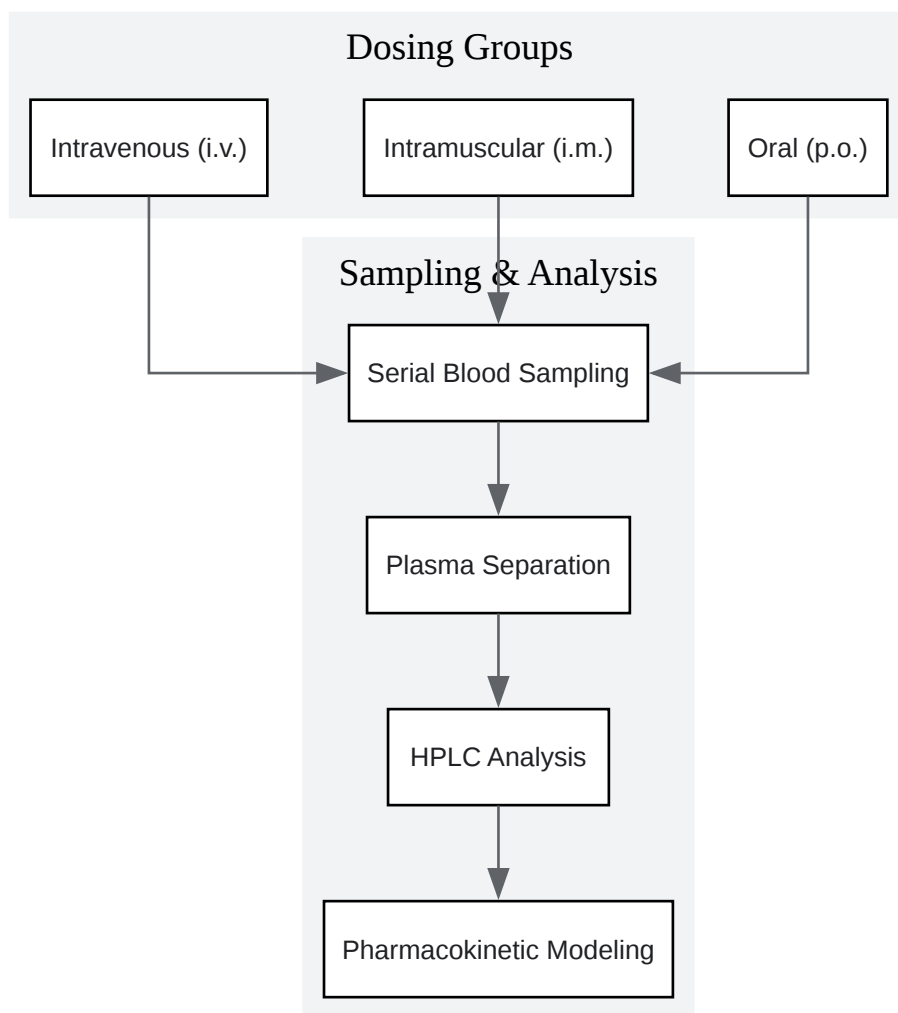 Dosing Groups
Intravenous (i.v.)
Intramuscular (i.m.)
Oral (p.o.)
Sampling & Analysis
Serial Blood Sampling
Plasma Separation
HPLC Analysis
Pharmacokinetic Modeling